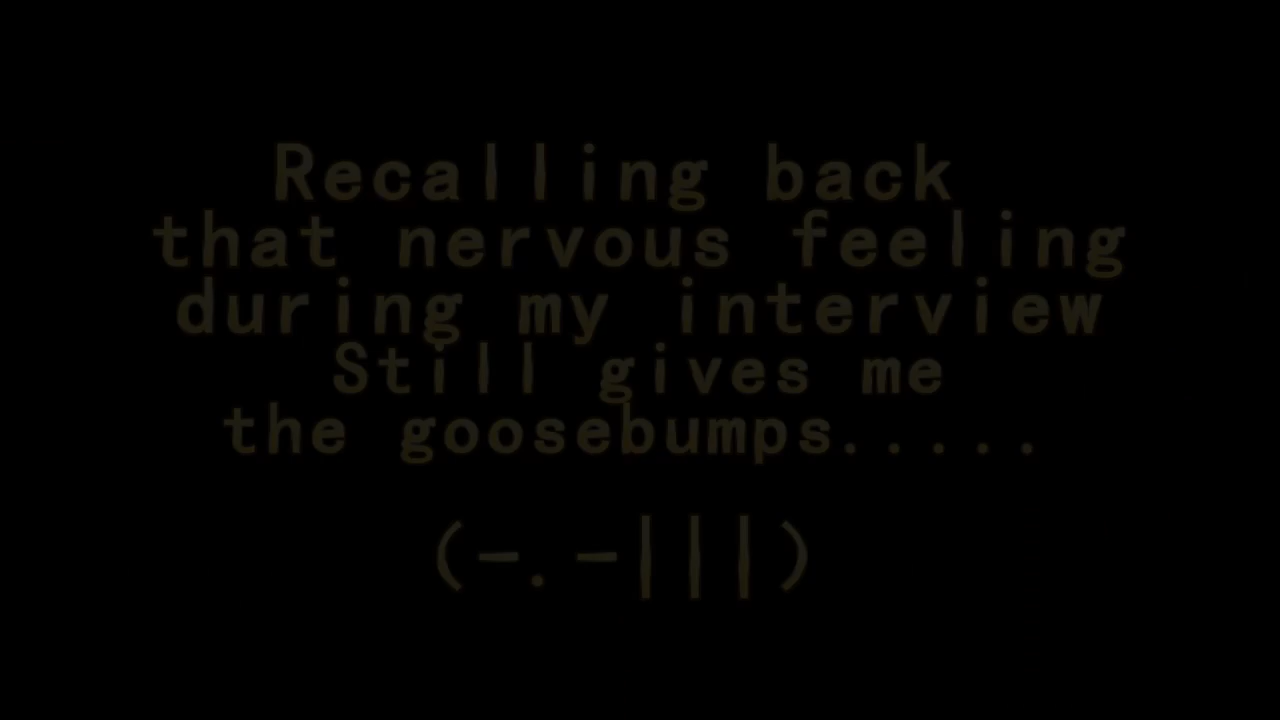 Recalling back
that nervous feeling
during my interview
Still gives me
the goosebumps.....
(-.-|||)